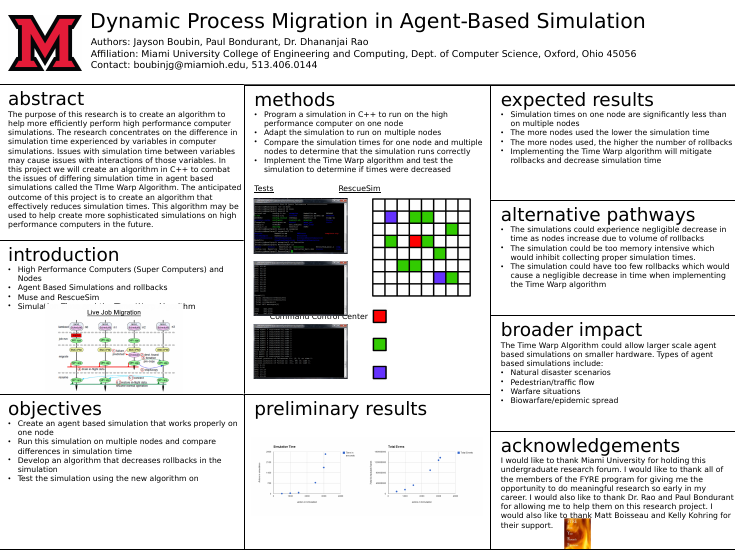 Dynamic Process Migration in Agent-Based Simulation
Authors: Jayson Boubin, Paul Bondurant, Dr. Dhananjai Rao
Affiliation: Miami University College of Engineering and Computing, Dept. of Computer Science, Oxford, Ohio 45056
Contact: boubinjg@miamioh.edu, 513.406.0144
abstract
The purpose of this research is to create an algorithm to
help more efficiently perform high performance computer
simulations. The research concentrates on the difference in
simulation time experienced by variables in computer
simulations. Issues with simulation time between variables
may cause issues with interactions of those variables. In
this project we will create an algorithm in C++ to combat
the issues of differing simulation time in agent based
simulations called the TIme Warp Algorithm. The anticipated
outcome of this project is to create an algorithm that
effectively reduces simulation times. This algorithm may be
used to help create more sophisticated simulations on high
performance computers in the future.
introduction
• High Performance Computers (Super Computers) and
Nodes
• Agent Based Simulations and rollbacks
• Muse and RescueSim
Live Job Migration
objectives
• Create an agent based simulation that works properly on
one node
• Run this simulation on multiple nodes and compare
differences in simulation time
• Develop an algorithm that decreases rollbacks in the
simulation
• Test the simulation using the new algorithm on
methods
• Program a simulation in C++ to run on the high
performance computer on one node
• Adapt the simulation to run on multiple nodes
• Compare the simulation times for one node and multiple
nodes to determine that the simulation runs correctly
• Implement the Time Warp algorithm and test the
simulation to determine if times were decreased
Tests RescueSim
Command Control Center
preliminary results
Simulation Time
Total Event
expected results
• Simulation times on one node are significantly less than
on multiple nodes
• The more nodes used the lower the simulation time
• The more nodes used, the higher the number of rollbacks
• Implementing the Time Warp algorithm will mitigate
rollbacks and decrease simulation time
alternative pathways
• The simulations could experience negligible decrease in
time as nodes increase due to volume of rollbacks
• The simulation could be too memory intensive which
would inhibit collecting proper simulation times.
• The simulation could have too few rollbacks which would
cause a negligible decrease in time when implementing
the Time Warp algorithm
broader impact
The Time Warp Algorithm could allow larger scale agent
based simulations on smaller hardware. Types of agent
based simulations include:
• Natural disaster scenarios
• Pedestrian/traffic flow
• Warfare situations
• Biowarfare/epidemic spread
acknowledgements
I would like to thank Miami University for holding this
undergraduate research forum. I would like to thank all of
the members of the FYRE program for giving me the
opportunity to do meaningful research so early in my
career. I would also like to thank Dr. Rao and Paul Bondurant
for allowing me to help them on this research project. I
would also like to thank Matt Boisseau and Kelly Kohring for
their support.